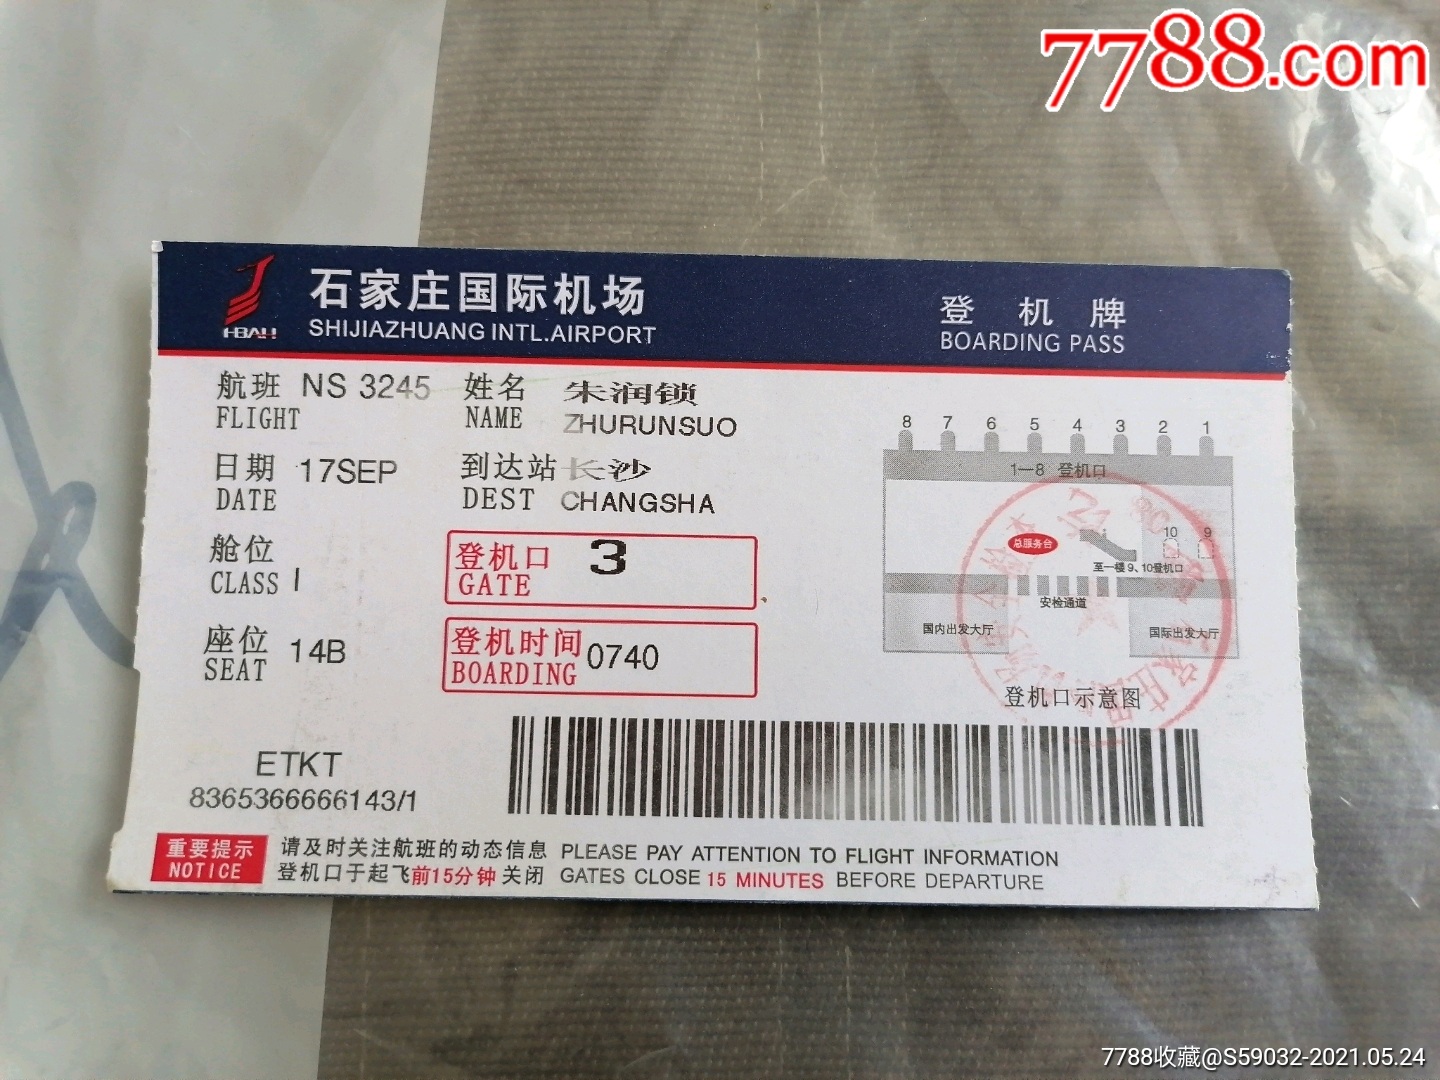 7788.com
HBAH
石家庄国际机场
SHIJIAZHUANG INTL.AIRPORT
登机牌
BOARDING PASS
航班 NS 3245 姓名 朱润锁
FLIGHT NAME ZHURUNSUO
日期 17SEP 到达站 长沙
DATE DEST CHANGSHA
舱位 登机口 3
CLASS I GATE
座位 14B 登机时间 0740
SEAT BOARDING
8 7 6 5 4 3 2 1
1—8 登机口
10 9
总服务台
至一楼 9、10登机口
安检通道
国内出发大厅 国际出发大厅
登机口示意图
ETKT
8365366666143/1
重要提示 请及时关注航班的动态信息 PLEASE PAY ATTENTION TO FLIGHT INFORMATION
NOTICE 登机口于起飞前15分钟关闭 GATES CLOSE 15 MINUTES BEFORE DEPARTURE
7788收藏@S59032-2021.05.24